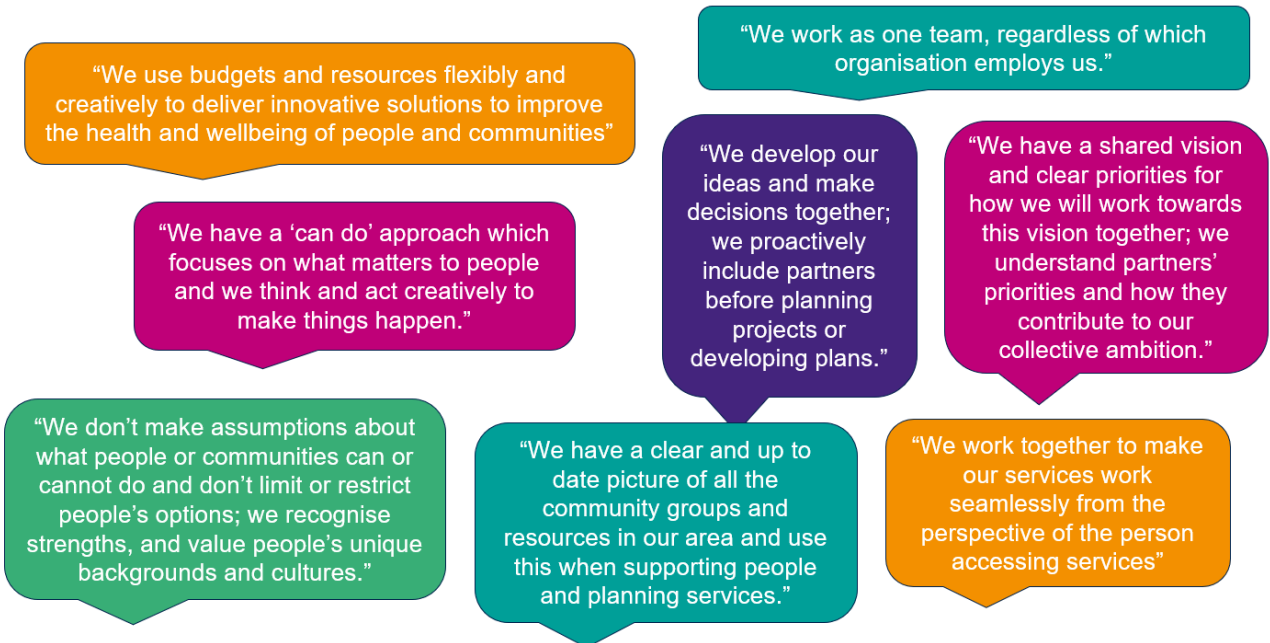 “We work as one team, regardless of which
organisation employs us.”
“We use budgets and resources flexibly and
creatively to deliver innovative solutions to improve
the health and wellbeing of people and communities”
“We develop our
ideas and make
decisions together;
we proactively
include partners
before planning
projects or
developing plans.”
“We have a shared vision
and clear priorities for
how we will work towards
this vision together; we
understand partners’
priorities and how they
contribute to our
collective ambition.”
“We have a ‘can do’ approach which
focuses on what matters to people
and we think and act creatively to
make things happen.”
“We don’t make assumptions about
what people or communities can or
cannot do and don’t limit or restrict
people’s options; we recognise
strengths, and value people’s unique
backgrounds and cultures.”
“We have a clear and up to
date picture of all the
community groups and
resources in our area and use
this when supporting people
and planning services.”
“We work together to make
our services work
seamlessly from the
perspective of the person
accessing services”